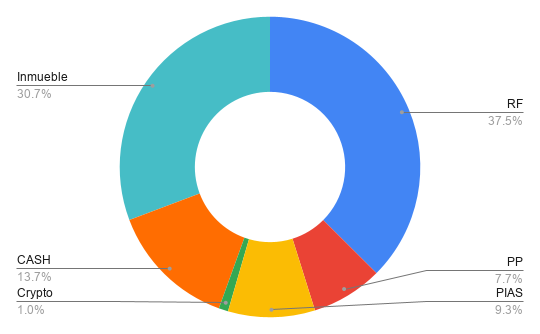 Inmueble
30.7%
RF
37.5%
CASH
13.7%
Crypto
1.0%
PP
7.7%
PIAS
9.3%